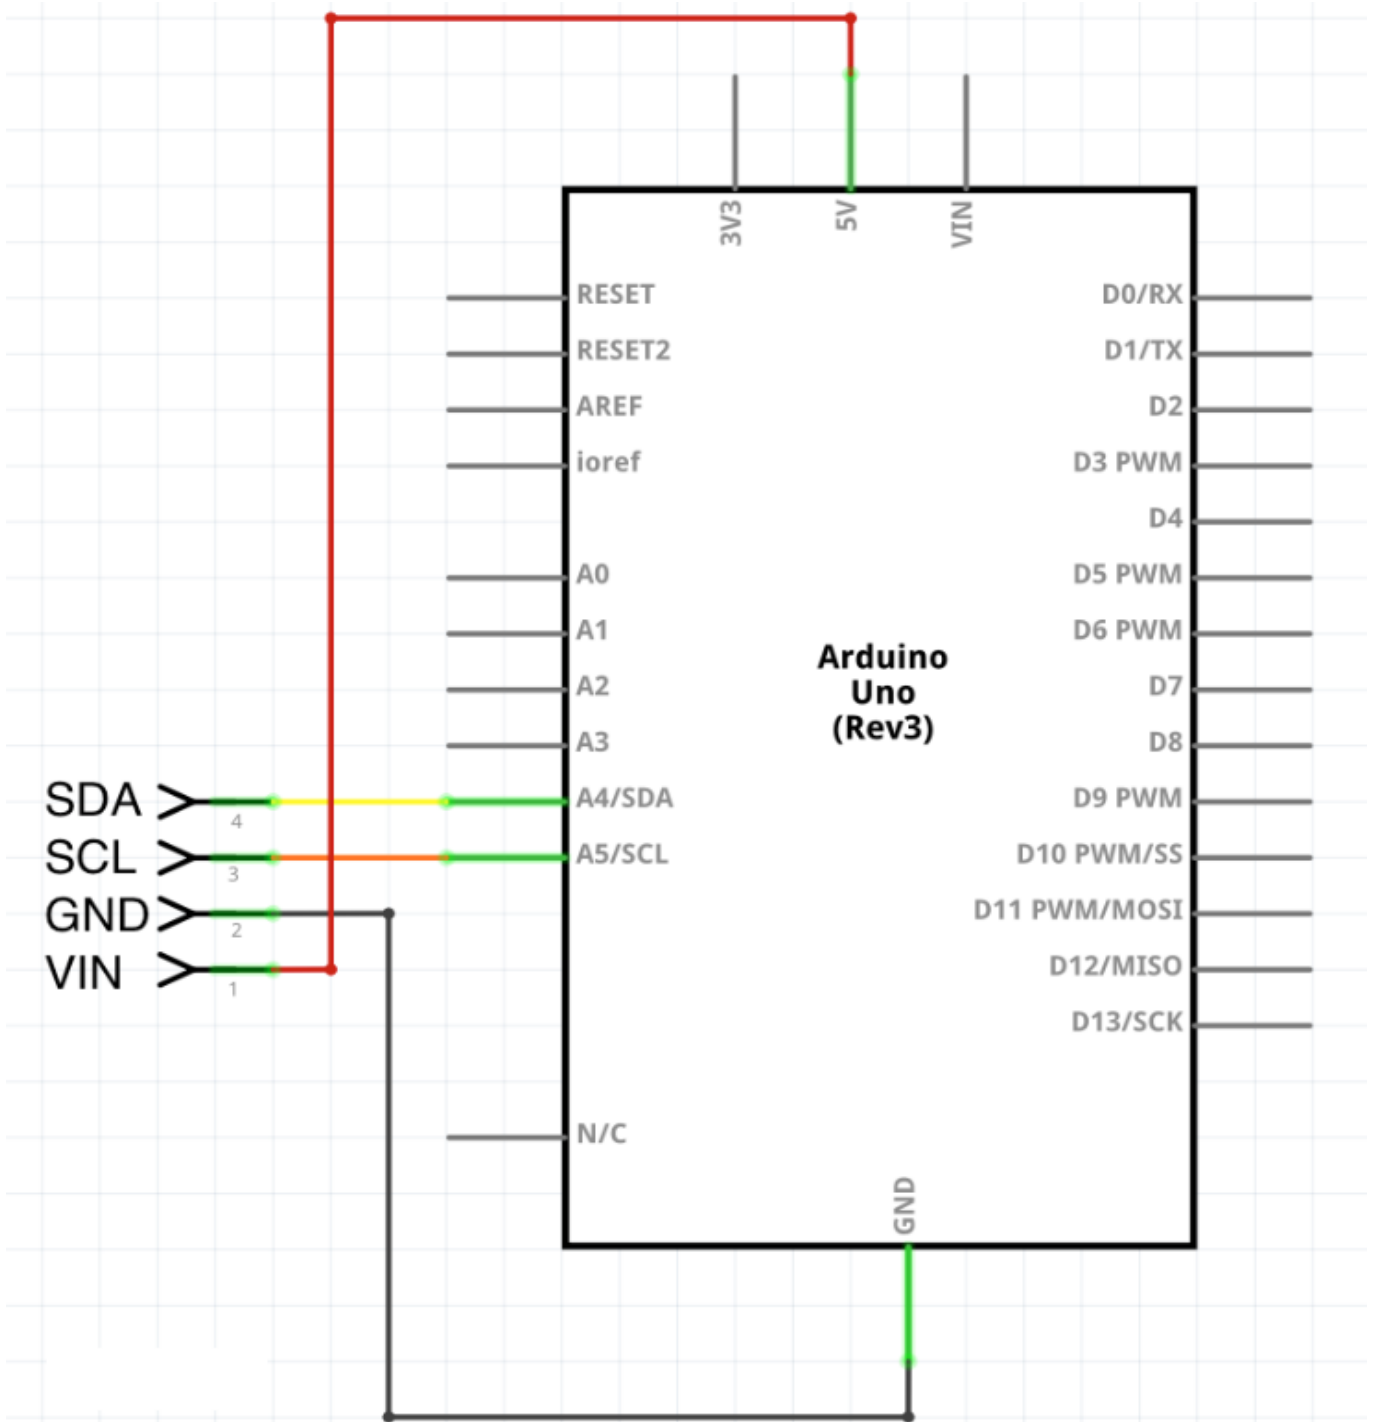 3V3
5V
VIN
RESET
RESET2
AREF
ioref
A0
A1
A2
A3
A4/SDA
A5/SCL
N/C
D0/RX
D1/TX
D2
D3 PWM
D4
D5 PWM
D6 PWM
D7
D8
D9 PWM
D10 PWM/SS
D11 PWM/MOSI
D12/MISO
D13/SCK
Arduino
Uno
(Rev3)
GND
SDA
4
SCL
3
GND
2
VIN
1